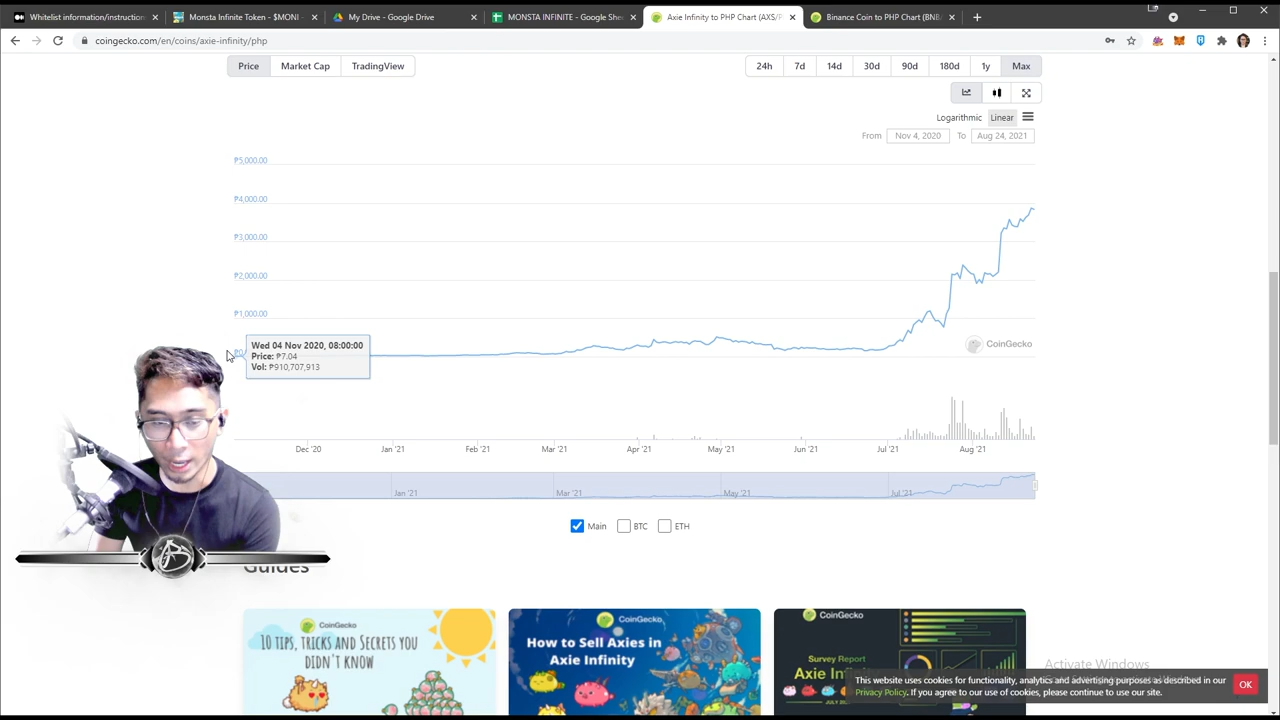 Whitelist information/instruction
Monsta Infinite Token - $MONI -
My Drive - Google Drive
MONSTA INFINITE - Google Shee
Axie Infinity to PHP Chart (AXS/P
Binance Coin to PHP Chart (BNB/
coingecko.com/en/coins/axie-infinity/php
Price
Market Cap
TradingView
24h
7d
14d
30d
90d
180d
1y
Max
Logarithmic
Linear
From
Nov 4, 2020
To
Aug 24, 2021
₱5,000.00
₱4,000.00
₱3,000.00
₱2,000.00
₱1,000.00
Wed 04 Nov 2020, 08:00:00
Price: ₱7.04
Vol: ₱910,707,913
CoinGecko
Dec '20
Jan '21
Feb '21
Mar '21
Apr '21
May '21
Jun '21
Jul '21
Aug '21
Jan '21
Mar '21
May '21
Jul '21
Main
BTC
ETH
Guides
CoinGecko
10 TIPS, TRICKS AND SECRETS YOU
DIDN'T KNOW
CoinGecko
How to Sell Axies in
Axie Infinity
CoinGecko
Survey Report
Axie
Activate Windows
This website uses cookies for functionality, analytics and advertising purposes as described in our
Privacy Policy. If you agree to our use of cookies, please continue to use our site.
OK